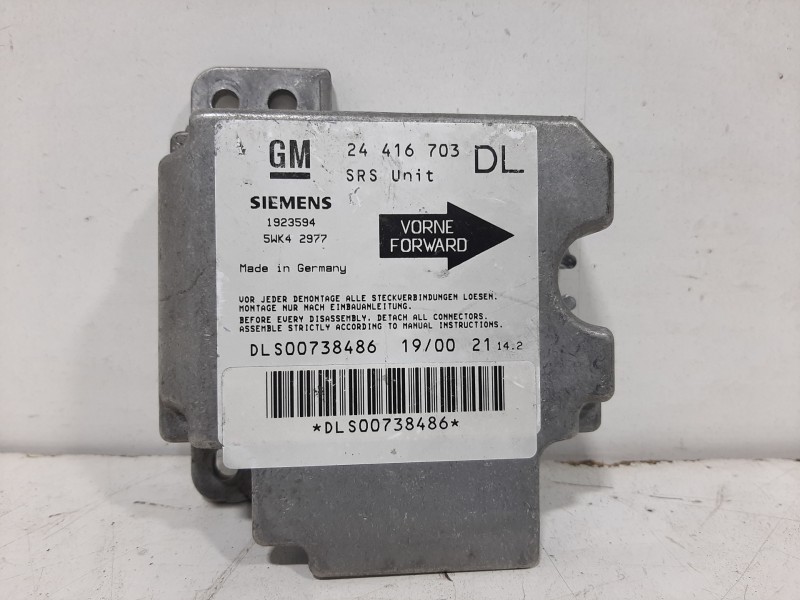 GM 24 416 703 DL
SRS Unit
SIEMENS
1923594
5WK4 2977
VORNE
FORWARD
Made in Germany
VOR JEDER DEMONTAGE ALLE STECKVERBINDUNGEN LOESEN.
MONTAGE NUR NACH EINBAUANLEITUNG.
BEFORE EVERY DISASSEMBLY, DETACH ALL CONNECTORS.
ASSEMBLE STRICTLY ACCORDING TO MANUAL INSTRUCTIONS.
DLS00738486 19/00 21 14.2
*DLS00738486*